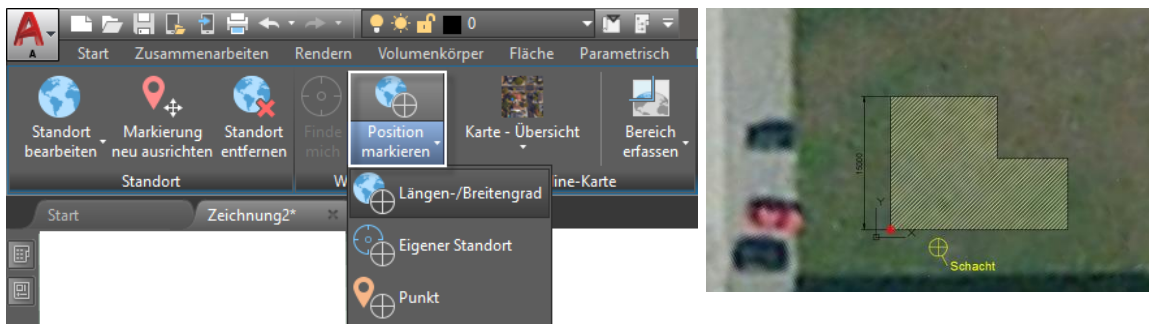 A
0
A
Start Zusammenarbeiten Rendern Volumenkörper Fläche Parametrisch
Standort bearbeiten
Markierung neu ausrichten
Standort entfernen
Finde mich
Position markieren
Karte - Übersicht
Bereich erfassen
Standort
W
ine-Karte
Start
Zeichnung2*
Längen-/Breitengrad
Eigener Standort
Punkt
15000
Y
X
Schacht